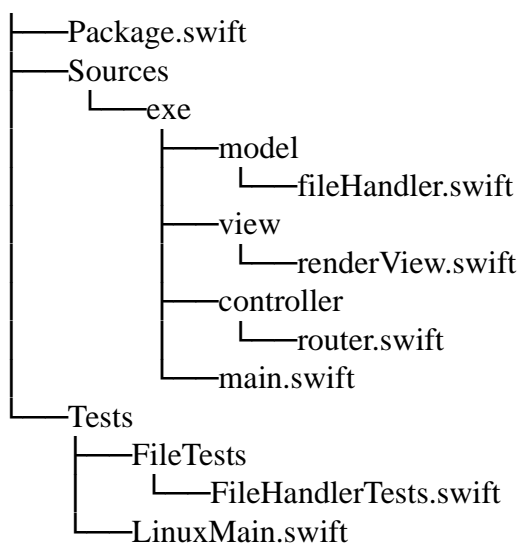 Package.swift
Sources
exe
model
fileHandler.swift
view
renderView.swift
controller
router.swift
main.swift
Tests
FileTests
FileHandlerTests.swift
LinuxMain.swift